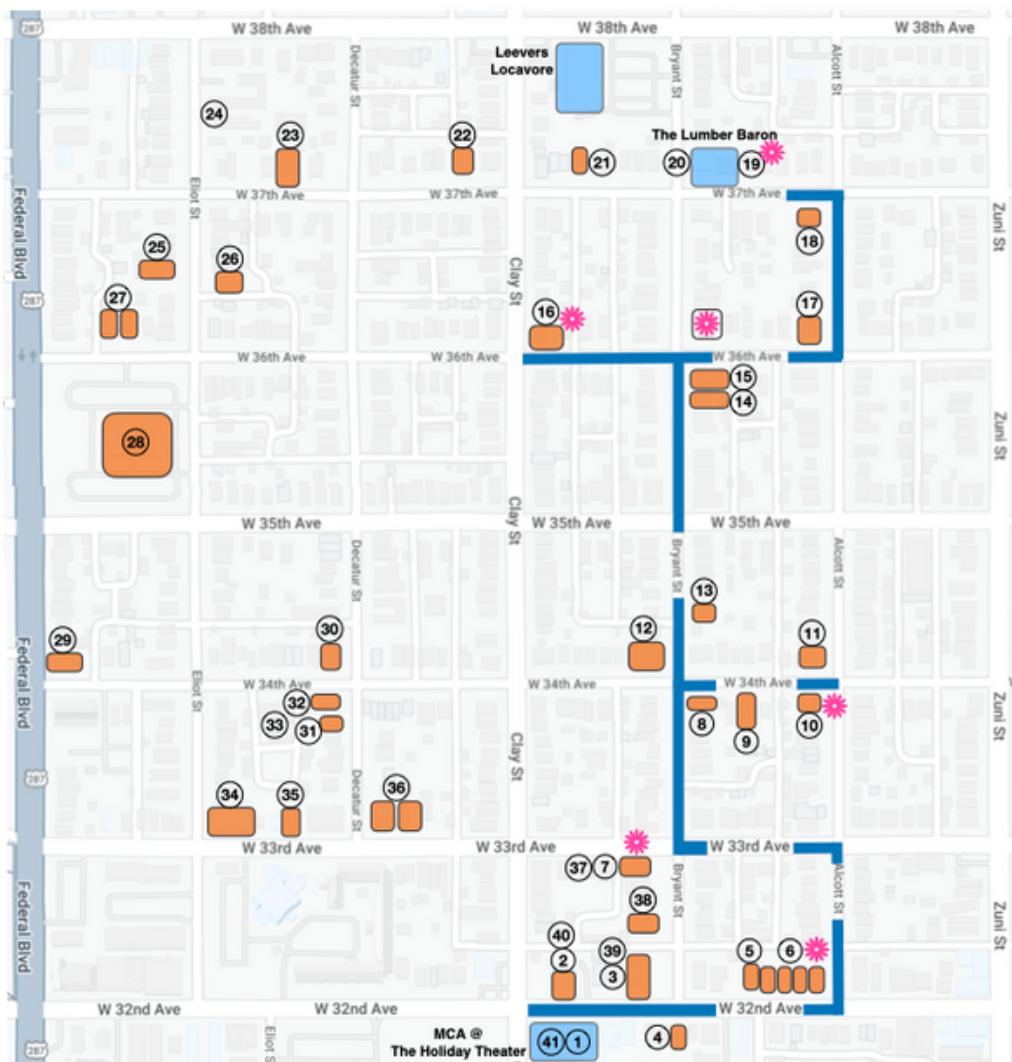 287
W 38th Ave
W 38th Ave
W 38th Ave
Leevers
Locavore
Decatur St
Bryant St
Alcott St
24
23
22
21
The Lumber Baron
20
19
Eliot St
W 37th Ave
W 37th Ave
W 37th Ave
Federal Blvd
Zuni St
18
25
26
27
Clay St
287
16
17
W 36th Ave
W 36th Ave
W 36th Ave
15
14
28
Zuni St
Clay St
W 35th Ave
W 35th Ave
W 35th Ave
Decatur St
Bryant St
Alcott St
13
29
30
12
11
Federal Blvd
Eliot St
W 34th Ave
W 34th Ave
W 34th Ave
32
33
31
8
9
10
Zuni St
Clay St
287
34
35
Decatur St
36
W 33rd Ave
W 33rd Ave
W 33rd Ave
37
7
Bryant St
Alcott St
38
Federal Blvd
Zuni St
40
2
39
3
5
6
W 32nd Ave
W 32nd Ave
W 32nd Ave
MCA @
The Holiday Theater
41
1
4
Eliot St
287